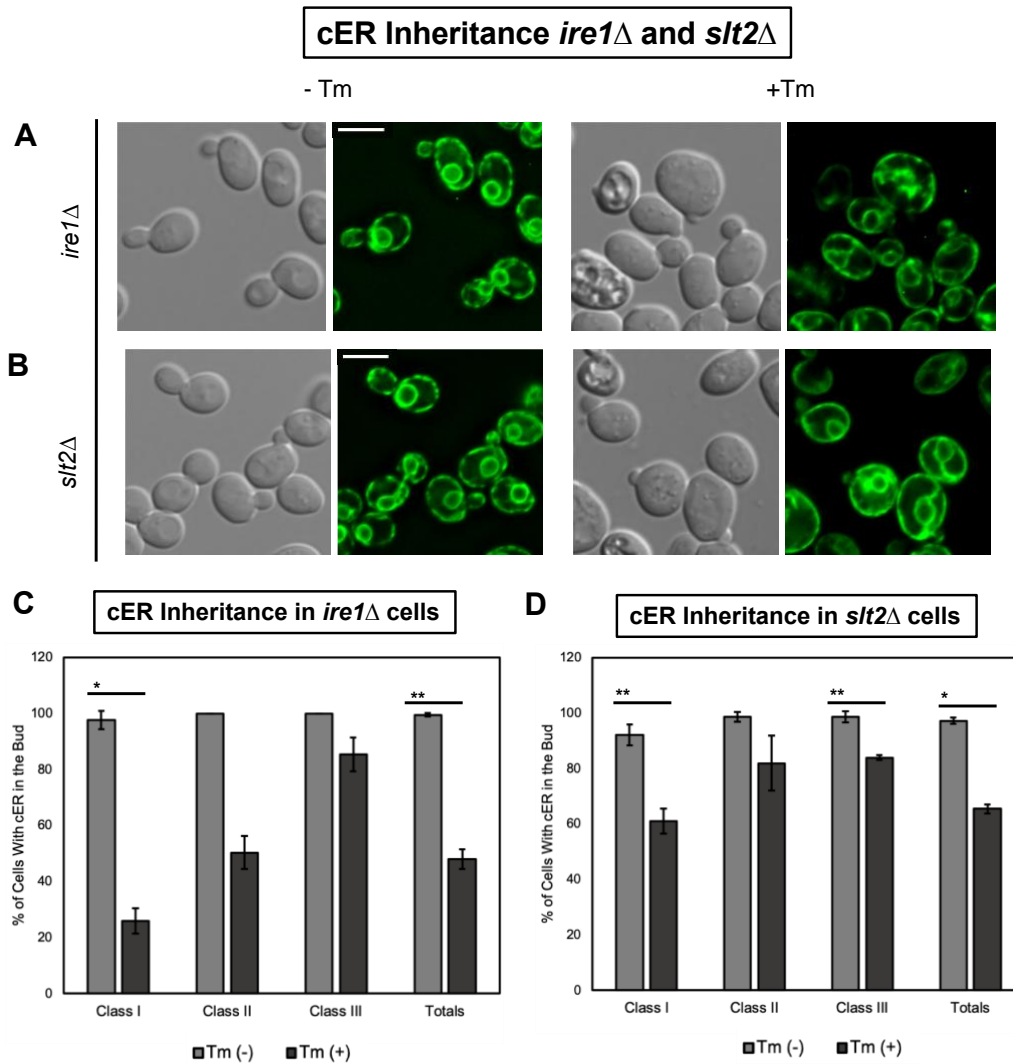 cER Inheritance ire1Δ and slt2Δ
- Tm
+Tm
A
ire1Δ
B
slt2Δ
C
cER Inheritance in ire1Δ cells
% of Cells With cER in the Bud
120
100
80
60
40
20
0
*
**
Class I
Class II
Class III
Totals
Tm (-)
Tm (+)
D
cER Inheritance in slt2Δ cells
% of Cells With cER in the Bud
120
100
80
60
40
20
0
**
**
*
Class I
Class II
Class III
Totals
Tm (-)
Tm (+)